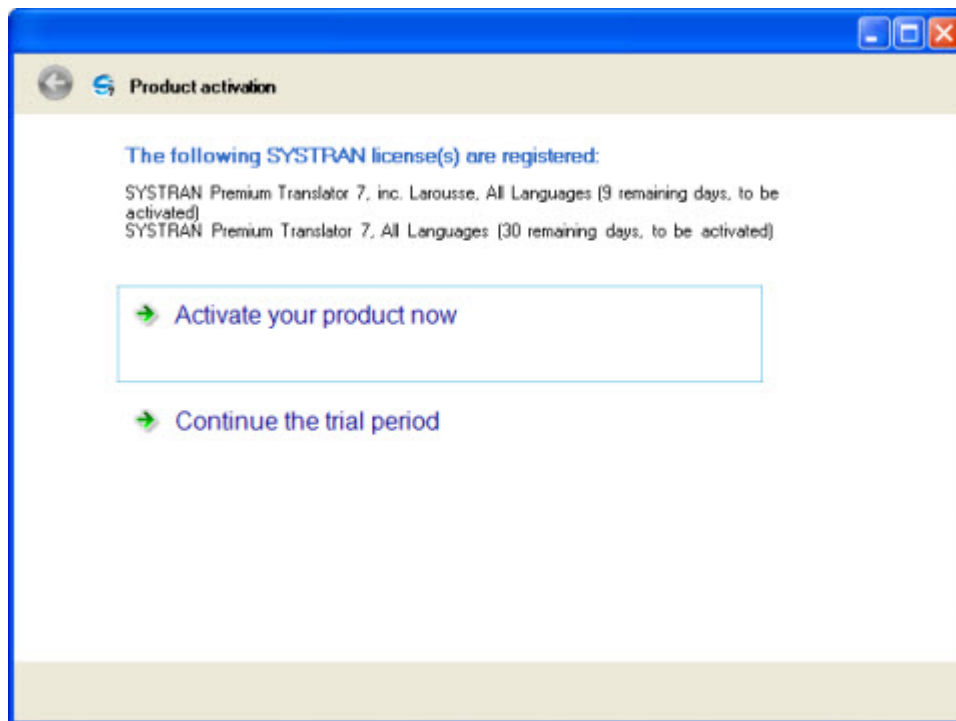 Product activation
The following SYSTRAN license(s) are registered:
SYSTRAN Premium Translator 7, inc. Larousse, All Languages (9 remaining days, to be
activated)
SYSTRAN Premium Translator 7, All Languages (30 remaining days, to be activated)
Activate your product now
Continue the trial period